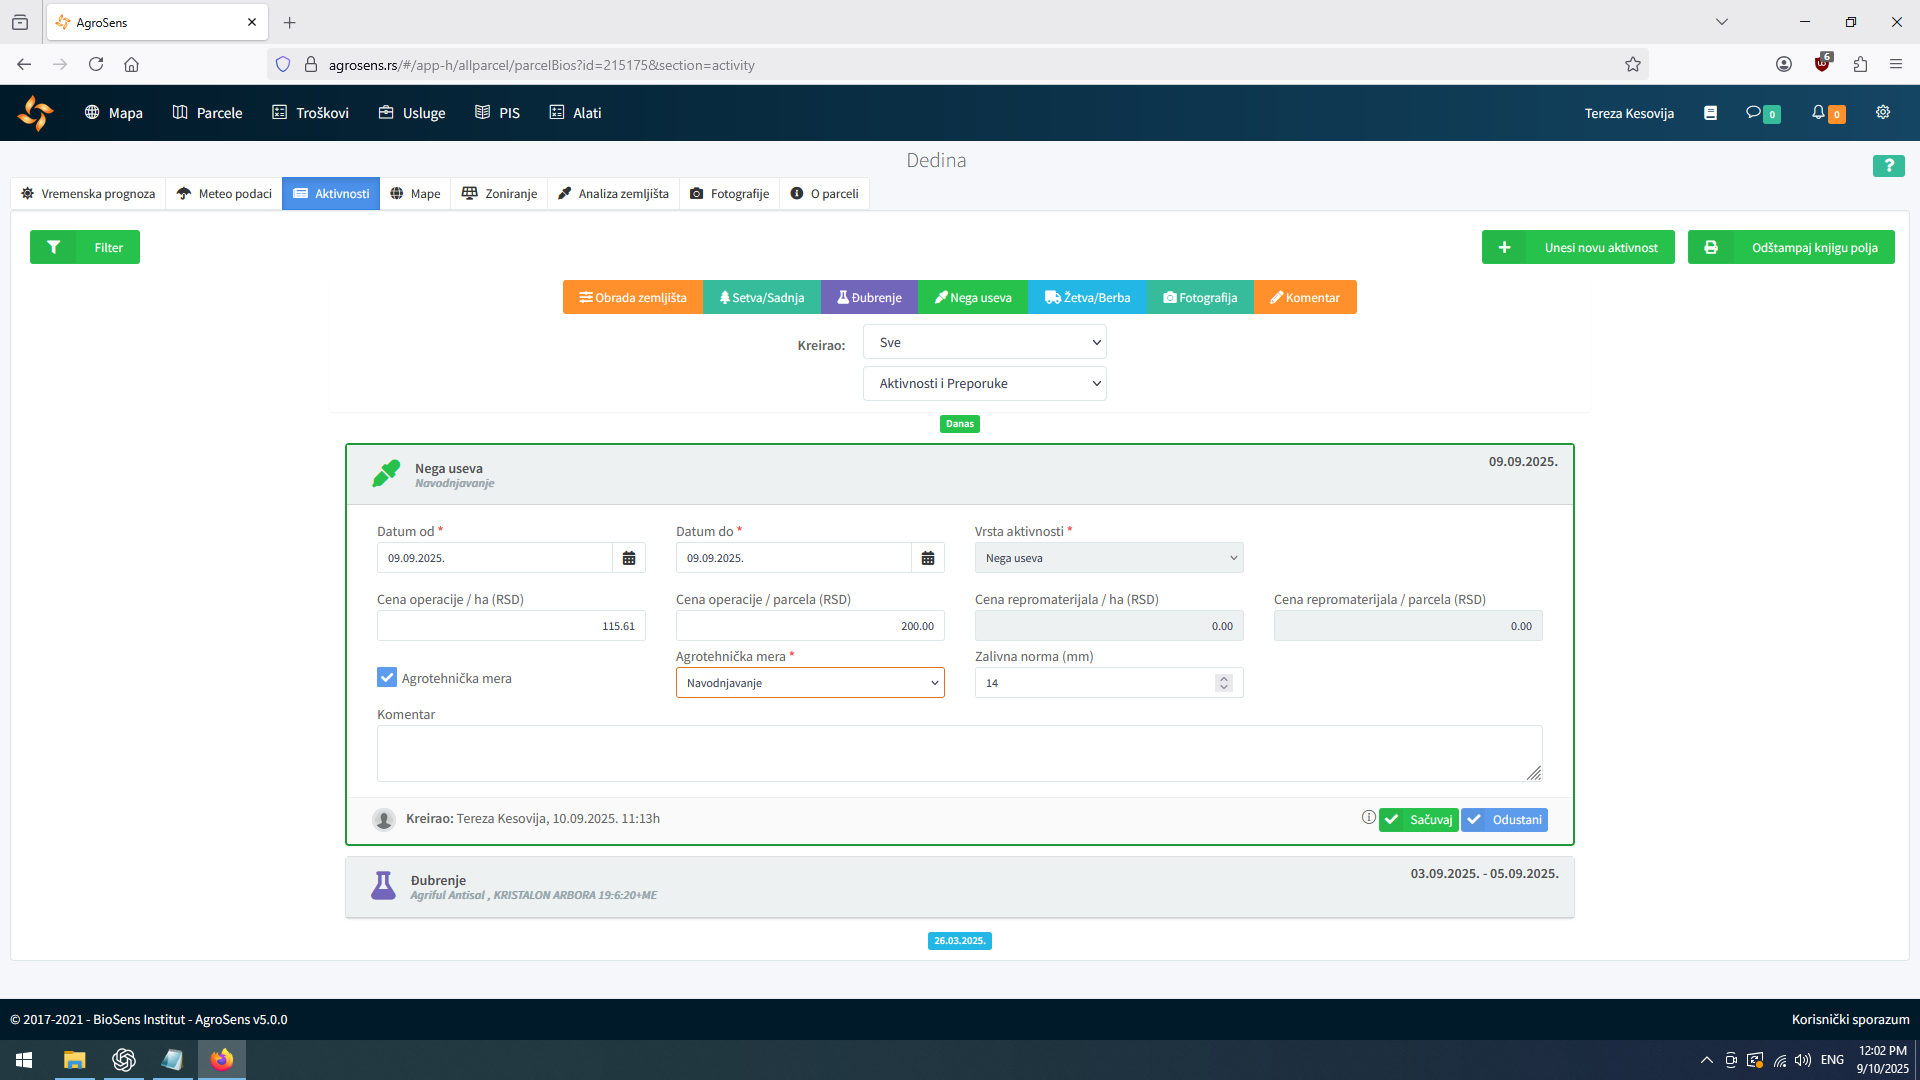 AgroSens
agrosens.rs/#/app-h/allparcel/parcelBios?id=215175&section=activity
6
Mapa
Parcele
Troškovi
Usluge
PIS
Alati
Tereza Kesovija
0
0
Dedina
?
Vremenska prognoza
Meteo podaci
Aktivnosti
Mape
Zoniranje
Analiza zemljišta
Fotografije
O parceli
Filter
Unesi novu aktivnost
Odštampaj knjigu polja
Obrada zemljišta
Setva/Sadnja
Đubrenje
Nega useva
Žetva/Berba
Fotografija
Komentar
Kreirao:
Sve
Aktivnosti i Preporuke
Danas
Nega useva
09.09.2025.
Navodnjavanje
Datum od *
Datum do *
Vrsta aktivnosti *
09.09.2025.
09.09.2025.
Nega useva
Cena operacije / ha (RSD)
Cena operacije / parcela (RSD)
Cena repromaterijala / ha (RSD)
Cena repromaterijala / parcela (RSD)
115.61
200.00
0.00
0.00
Agrotehnička mera
Agrotehnička mera *
Zalivna norma (mm)
Navodnjavanje
14
Komentar
Kreirao: Tereza Kesovija, 10.09.2025. 11:13h
Sačuvaj
Odustani
Đubrenje
03.09.2025. - 05.09.2025.
Agriful Antisal , KRISTALON ARBORA 19:6:20+ME
26.03.2025.
© 2017-2021 - BioSens Institut - AgroSens v5.0.0
Korisnički sporazum
ENG
12:02 PM
9/10/2025